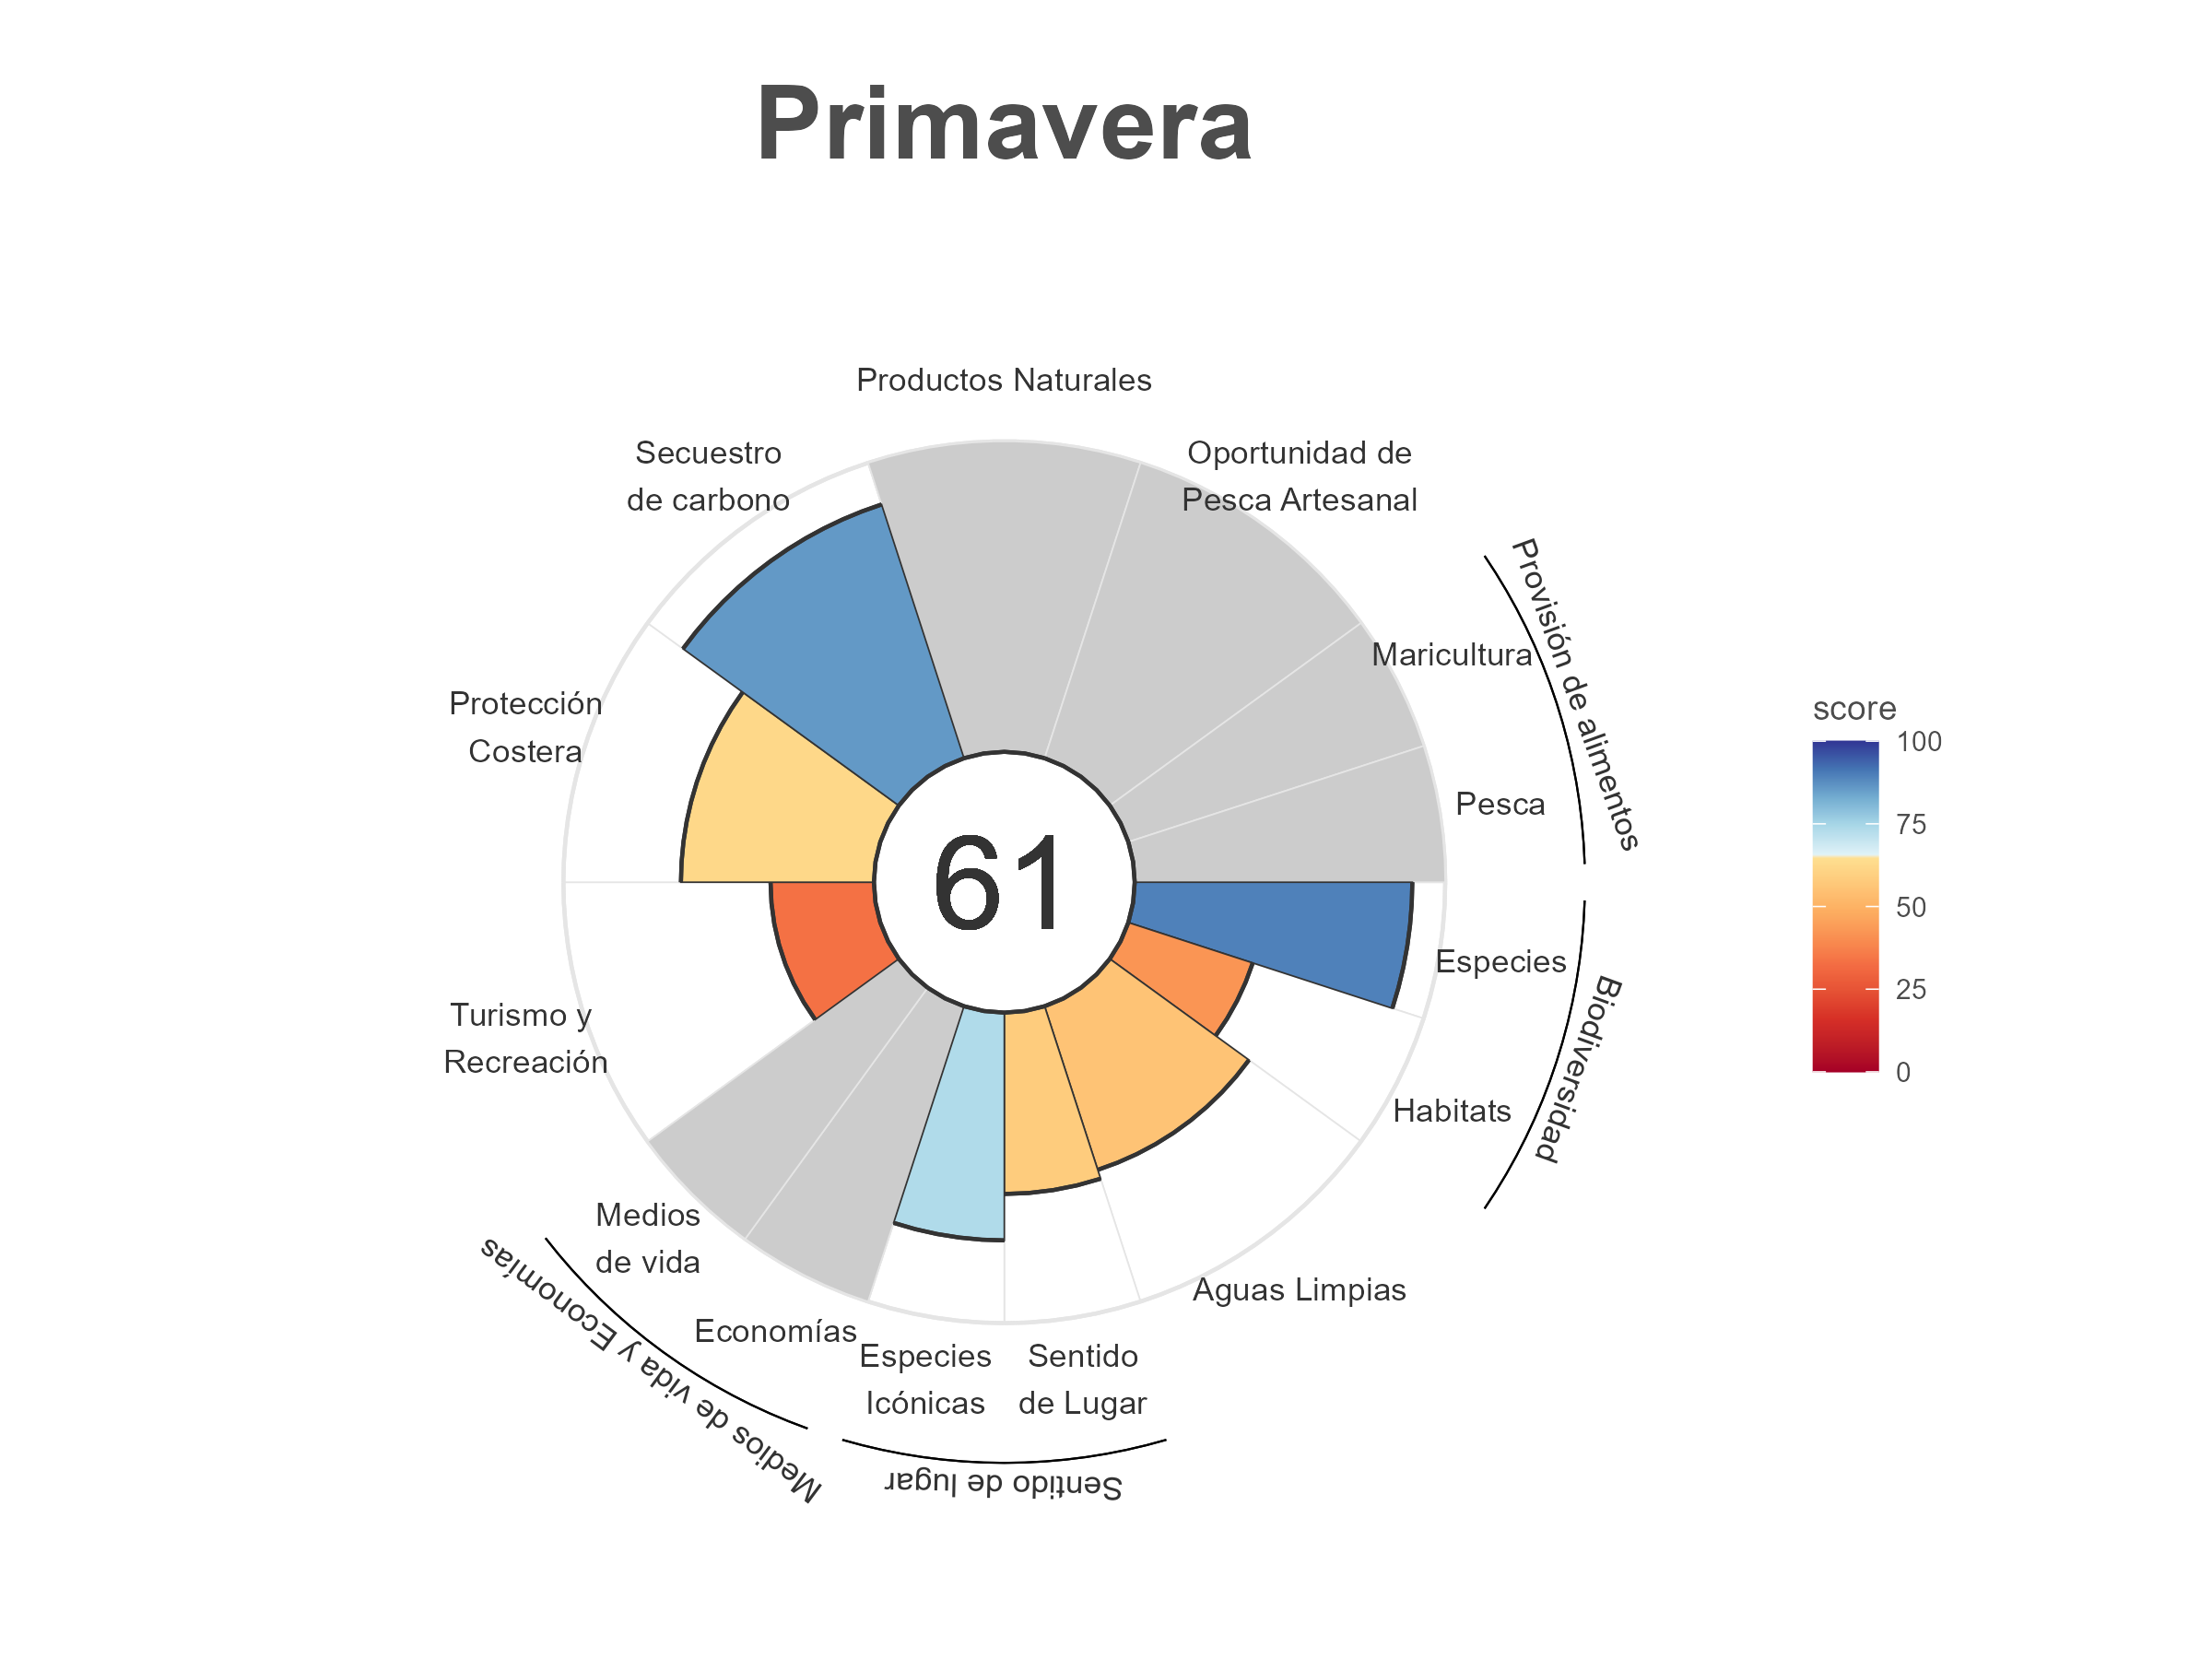 Primavera
Productos Naturales
Secuestro
de carbono
Oportunidad de
Pesca Artesanal
Provisión de alimentos
Maricultura
Protección
Costera
Pesca
61
score
100
75
50
25
0
Especies
Biodiversidad
Turismo y
Recreación
Habitats
Medios
de vida
Aguas Limpias
Economías
Especies
Icónicas
Sentido
de Lugar
Medios de vida y Economías
Sentido de lugar